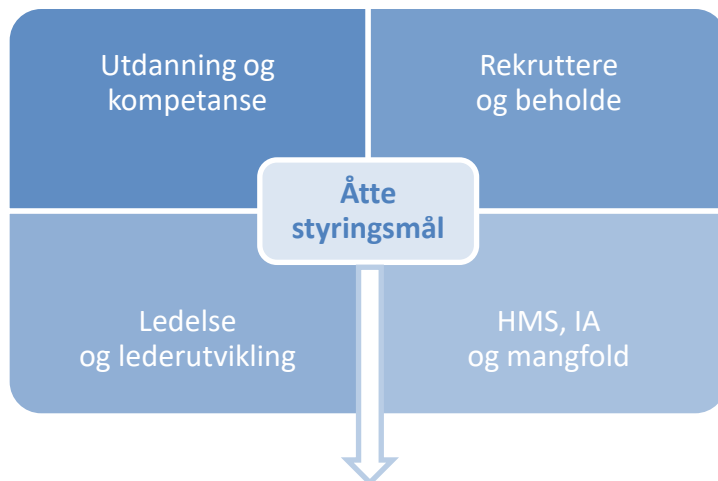 Utdanning og
kompetanse
Rekruttere
og beholde
Åtte
styringsmål
Ledelse
og lederutvikling
HMS, IA
og mangfold